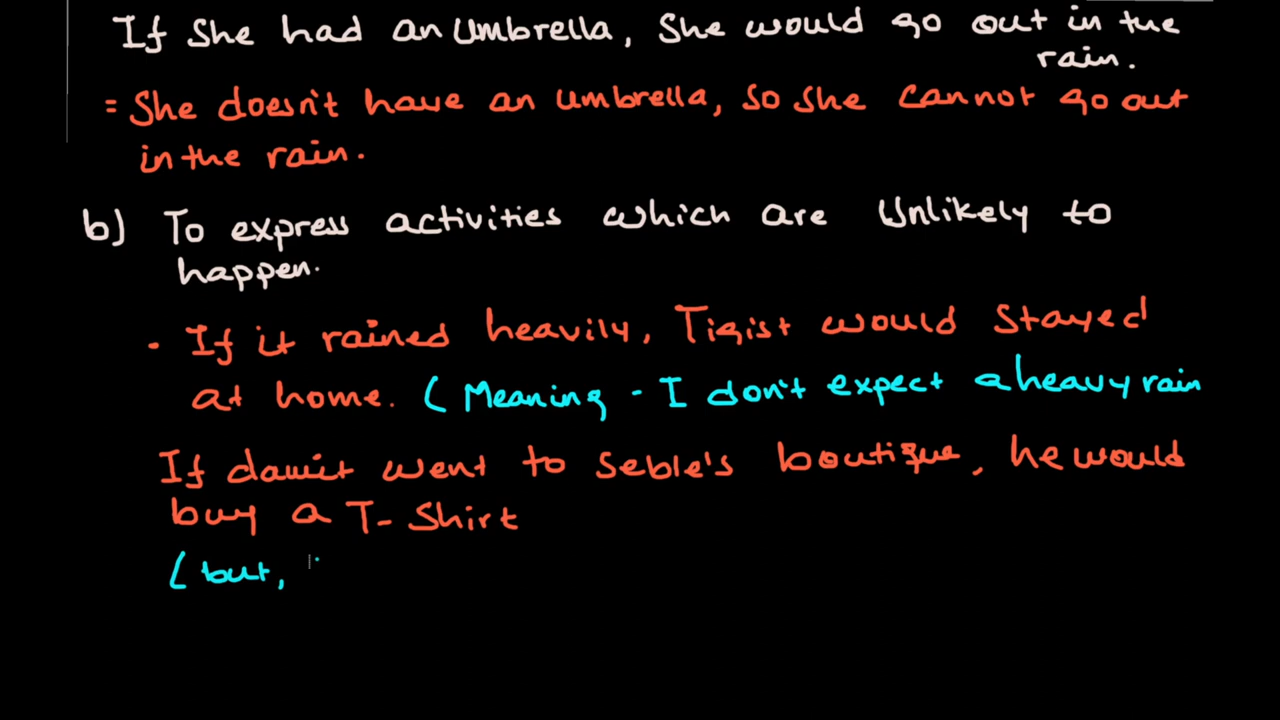 If She had an Umbrella, She would go out in the
rain.
= She doesn't have an umbrella, so she cannot go out
in the rain.
b) To express activities which are Unlikely to
happen.
- If it rained heavily, Tigist would stayed
at home. (Meaning - I don't expect a heavy rain
If dawit went to seble's boutique, he would
buy a T-Shirt
(but,